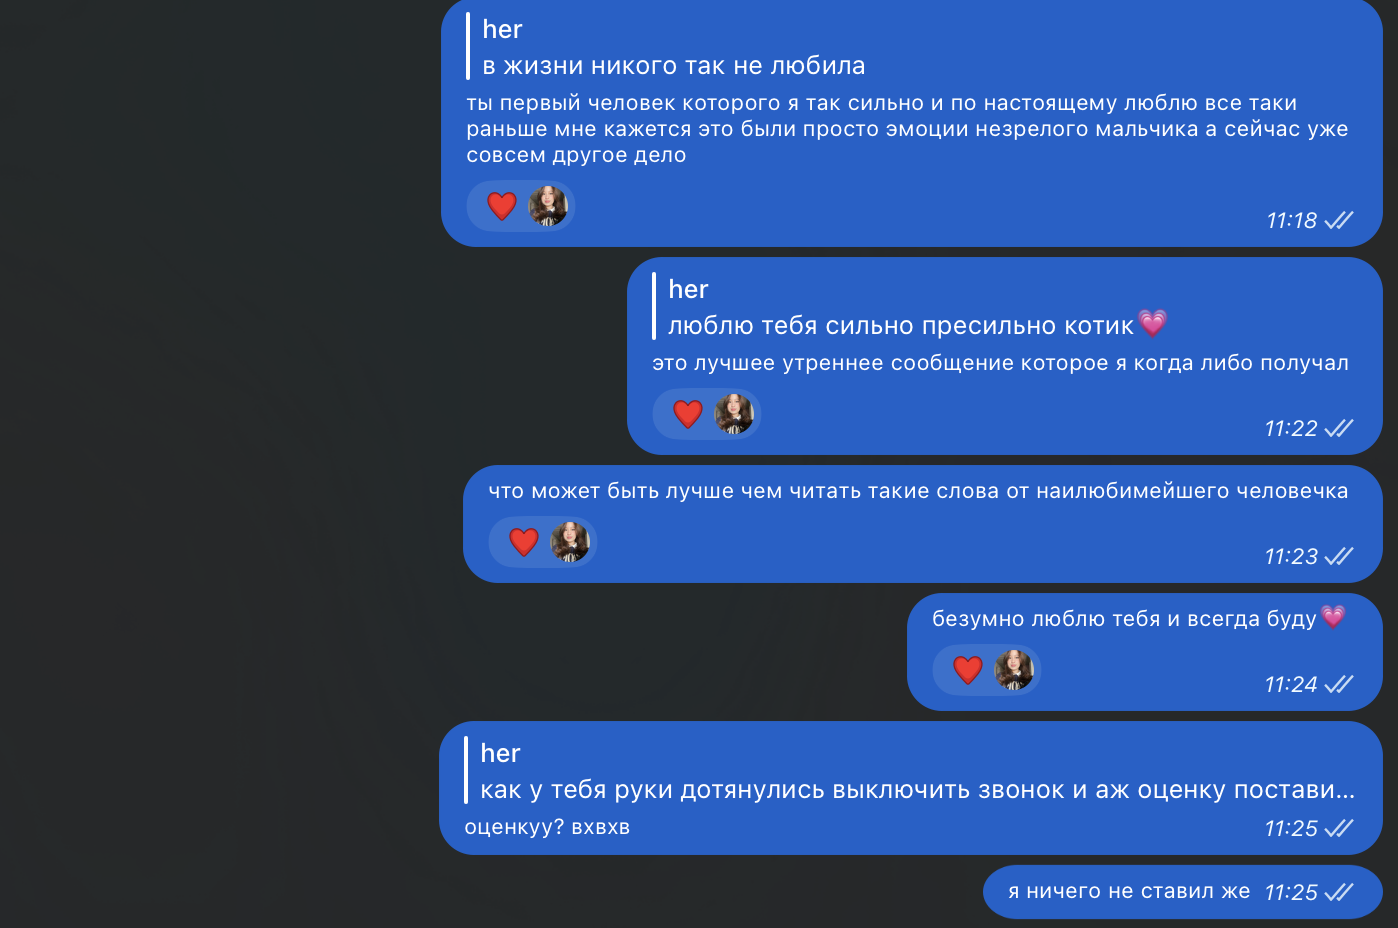 her
в жизни никого так не любила
ты первый человек которого я так сильно и по настоящему люблю все таки
раньше мне кажется это были просто эмоции незрелого мальчика а сейчас уже
совсем другое дело
11:18
her
люблю тебя сильно пресильно котик💗
это лучшее утреннее сообщение которое я когда либо получал
11:22
что может быть лучше чем читать такие слова от наилюбимейшего человечка
11:23
безумно люблю тебя и всегда буду💗
11:24
her
как у тебя руки дотянулись выключить звонок и аж оценку постави...
оценкуу? вхвхв 11:25
я ничего не ставил же 11:25